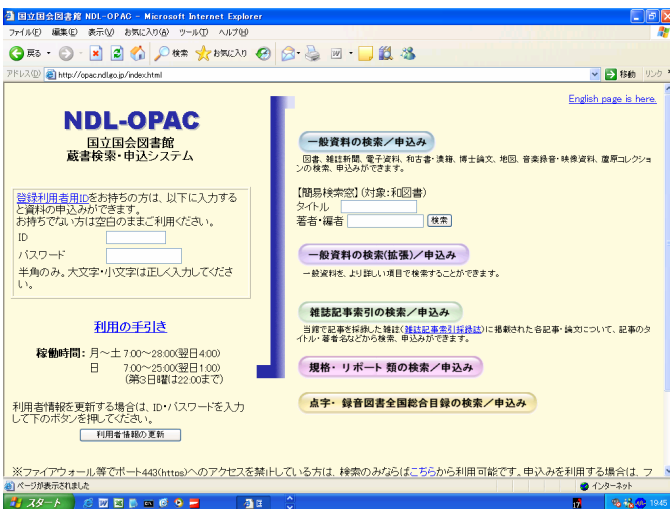 国立国会図書館 NDL-OPAC - Microsoft Internet Explorer
ファイル(F) 編集(E) 表示(V) お気に入り(A) ツール(T) ヘルプ(H)
戻る 検索 お気に入り
アドレス(D) http://opac.ndl.go.jp/index.html 移動 リンク
English page is here.
NDL-OPAC
国立国会図書館
蔵書検索・申込システム
登録利用者用IDをお持ちの方は、以下に入力する
と資料の申込みができます。
お持ちでない方は空白のままご利用ください。
ID
パスワード
半角のみ。大文字・小文字は正しく入力してくださ
い。
利用の手引き
稼働時間: 月～土 7:00～28:00(翌日4:00)
日 7:00～25:00(翌日1:00)
(第3日曜は22:00まで)
利用者情報を更新する場合は、ID・パスワードを入力
して下のボタンを押してください。
利用者情報の更新
一般資料の検索／申込み
図書、雑誌新聞、電子資料、和古書・漢籍、博士論文、地図、音楽録音・映像資料、蘆原コレクショ
ンの検索、申込みができます。
【簡易検索窓】(対象:和図書)
タイトル
著者・編者 検索
一般資料の検索(拡張)／申込み
一般資料を、より詳しい項目で検索することができます。
雑誌記事索引の検索／申込み
当館で記事を採録した雑誌(雑誌記事索引採録誌)に掲載された各記事・論文について、記事のタ
イトル・著者名などから検索、申込みができます。
規格・リポート 類の検索／申込み
点字・録音図書全国総合目録の検索／申込み
※ファイアウォール等でポート443(https)へのアクセスを禁止している方は、検索のみならばこちらから利用可能です。申込みを利用する場合は、フ
ページが表示されました インターネット
スタート 19:45